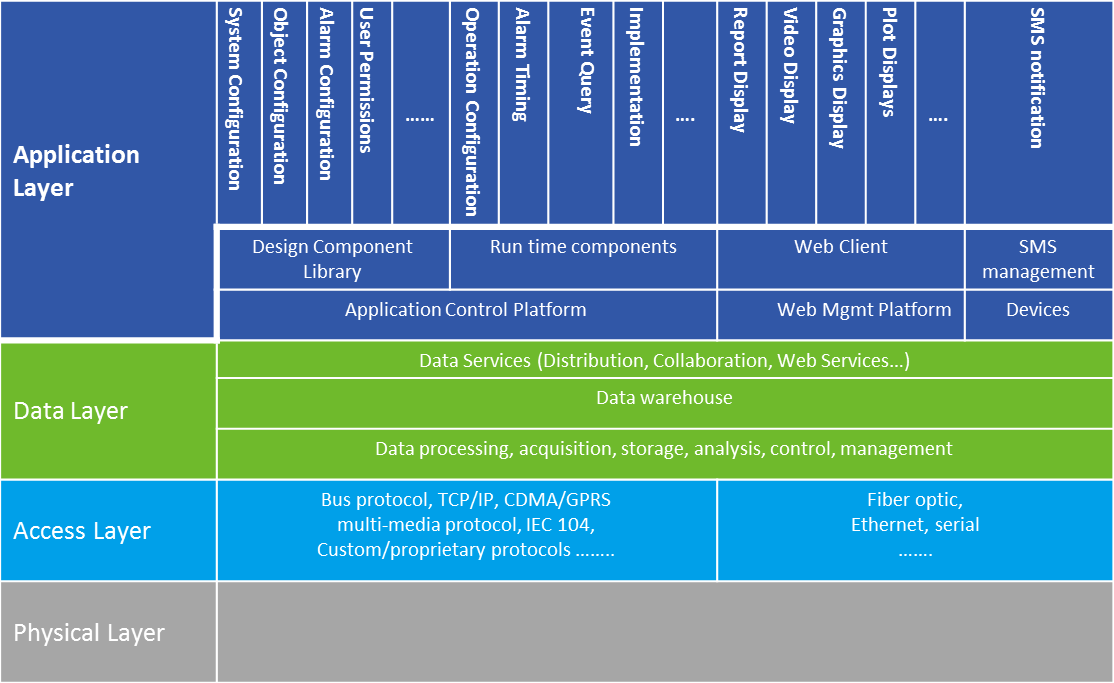 Application
Layer
System Configuration
Object Configuration
Alarm Configuration
User Permissions
......
Operation Configuration
Alarm Timing
Event Query
Implementation
....
Report Display
Video Display
Graphics Display
Plot Displays
....
SMS notification
Design Component
Library
Run time components
Web Client
SMS
management
Application Control Platform
Web Mgmt Platform
Devices
Data Layer
Data Services (Distribution, Collaboration, Web Services...)
Data warehouse
Data processing, acquisition, storage, analysis, control, management
Access Layer
Bus protocol, TCP/IP, CDMA/GPRS
multi-media protocol, IEC 104,
Custom/proprietary protocols ........
Fiber optic,
Ethernet, serial
.......
Physical Layer